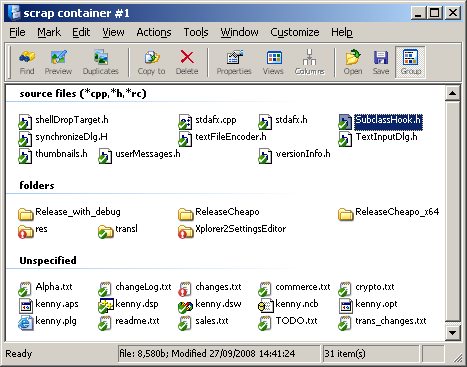 scrap container #1
File Mark Edit View Actions Tools Window Customize Help
Find Preview Duplicates Copy to Delete Properties Views Columns Open Save Group
source files (*cpp,*h,*rc)
shellDropTarget.h stdafx.cpp stdafx.h SubclassHook.h
synchronizeDlg.H textFileEncoder.h TextInputDlg.h
thumbnails.h userMessages.h versionInfo.h
folders
Release_with_debug ReleaseCheapo ReleaseCheapo_x64
res transl Xplorer2SettingsEditor
Unspecified
Alpha.txt changeLog.txt changes.txt commerce.txt crypto.txt
kenny.aps kenny.dsp kenny.dsw kenny.ncb kenny.opt
kenny.plg readme.txt sales.txt TODO.txt trans_changes.txt
Ready file: 8,580b; Modified 27/09/2008 14:41:24 31 item(s)